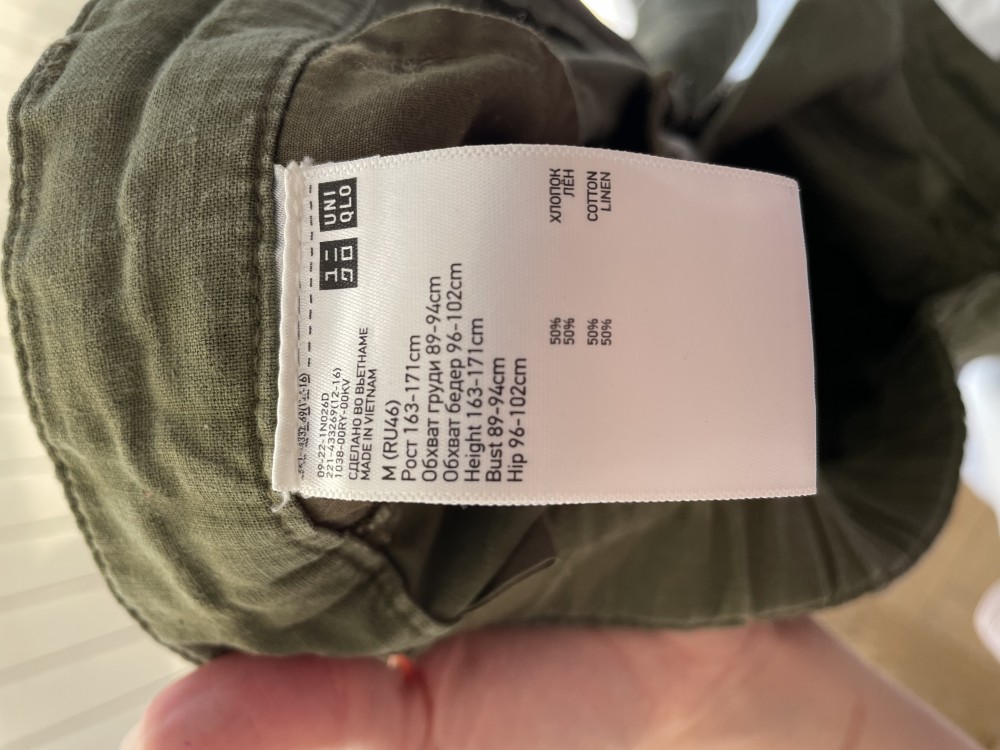 UNI
QLO
09-22-1N026D
221-433269(12-16)
1038-00RY-00KV
СДЕЛАНО ВО ВЬЕТНАМЕ
MADE IN VIETNAM
M (RU46)
Рост 163-171cm
Обхват груди 89-94cm
Обхват бедер 96-102cm
Height 163-171cm
Bust 89-94cm
Hip 96-102cm
50% ХЛОПОК
50% ЛЁН
50% COTTON
50% LINEN